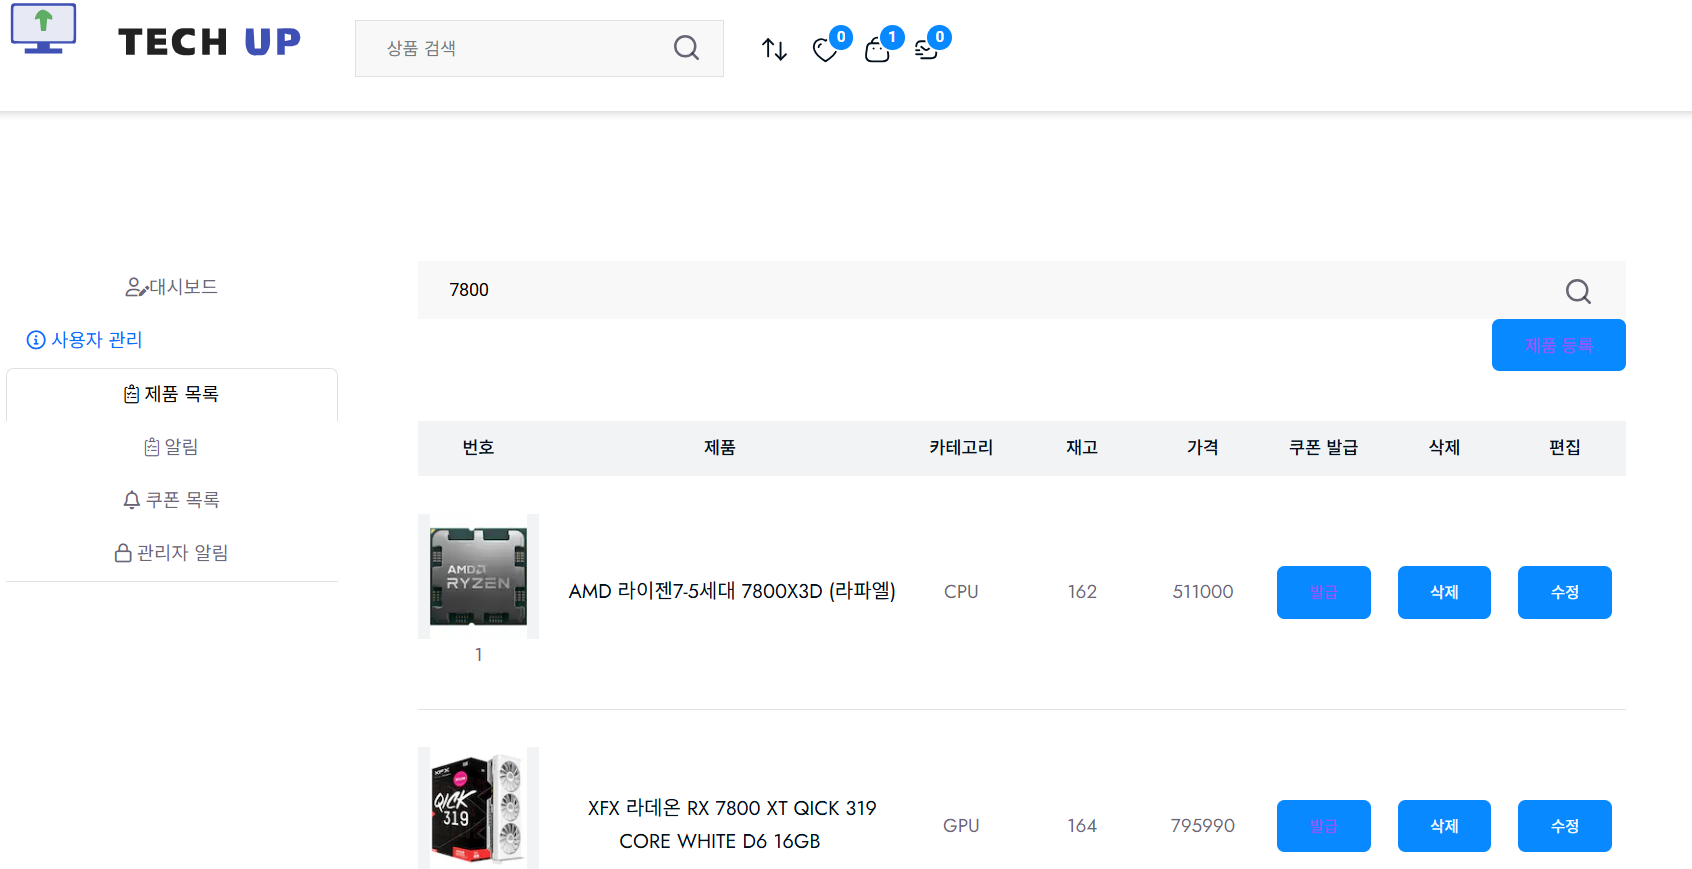 TECH UP
상품 검색
0
1
0
대시보드
사용자 관리
제품 목록
알림
쿠폰 목록
관리자 알림
7800
제품 등록
번호 제품 카테고리 재고 가격 쿠폰 발급 삭제 편집
AMD RYZEN
AMD 라이젠7-5세대 7800X3D (라파엘) CPU 162 511000 발급 삭제 수정
1
XFX
QICK
319
XFX 라데온 RX 7800 XT QICK 319
CORE WHITE D6 16GB
GPU 164 795990 발급 삭제 수정